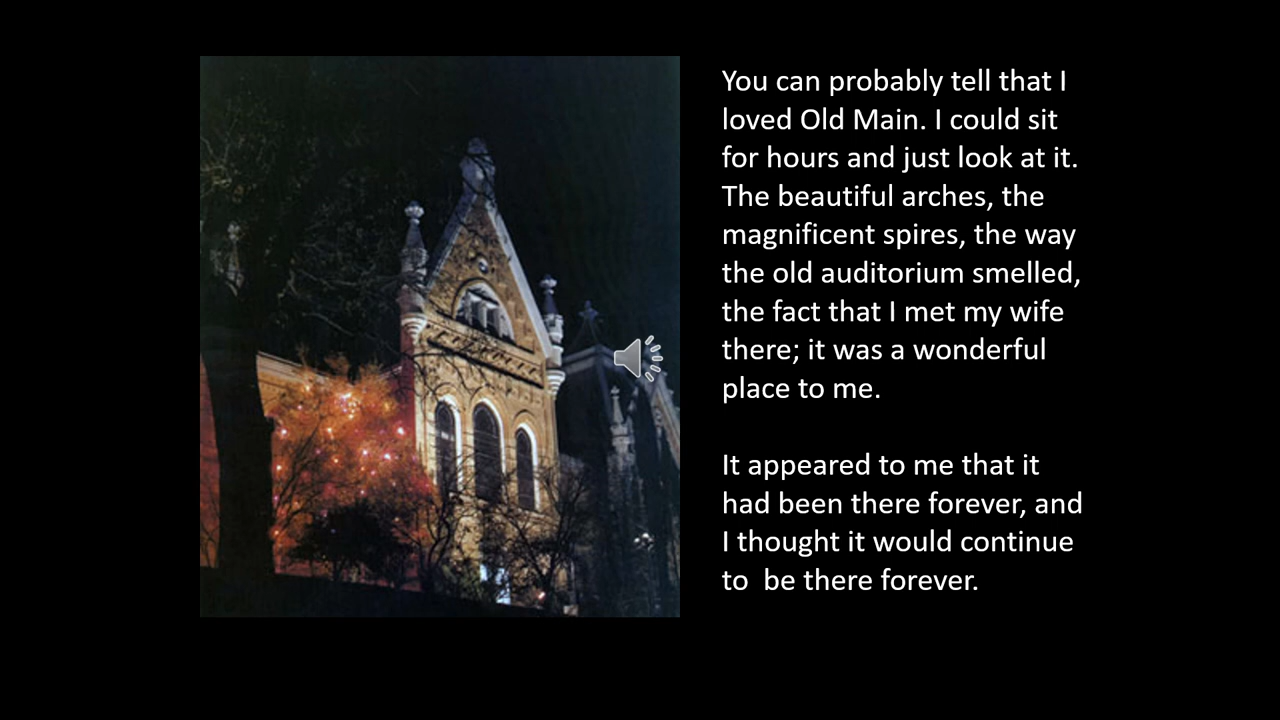 You can probably tell that I
loved Old Main. I could sit
for hours and just look at it.
The beautiful arches, the
magnificent spires, the way
the old auditorium smelled,
the fact that I met my wife
there; it was a wonderful
place to me.
It appeared to me that it
had been there forever, and
I thought it would continue
to  be there forever.